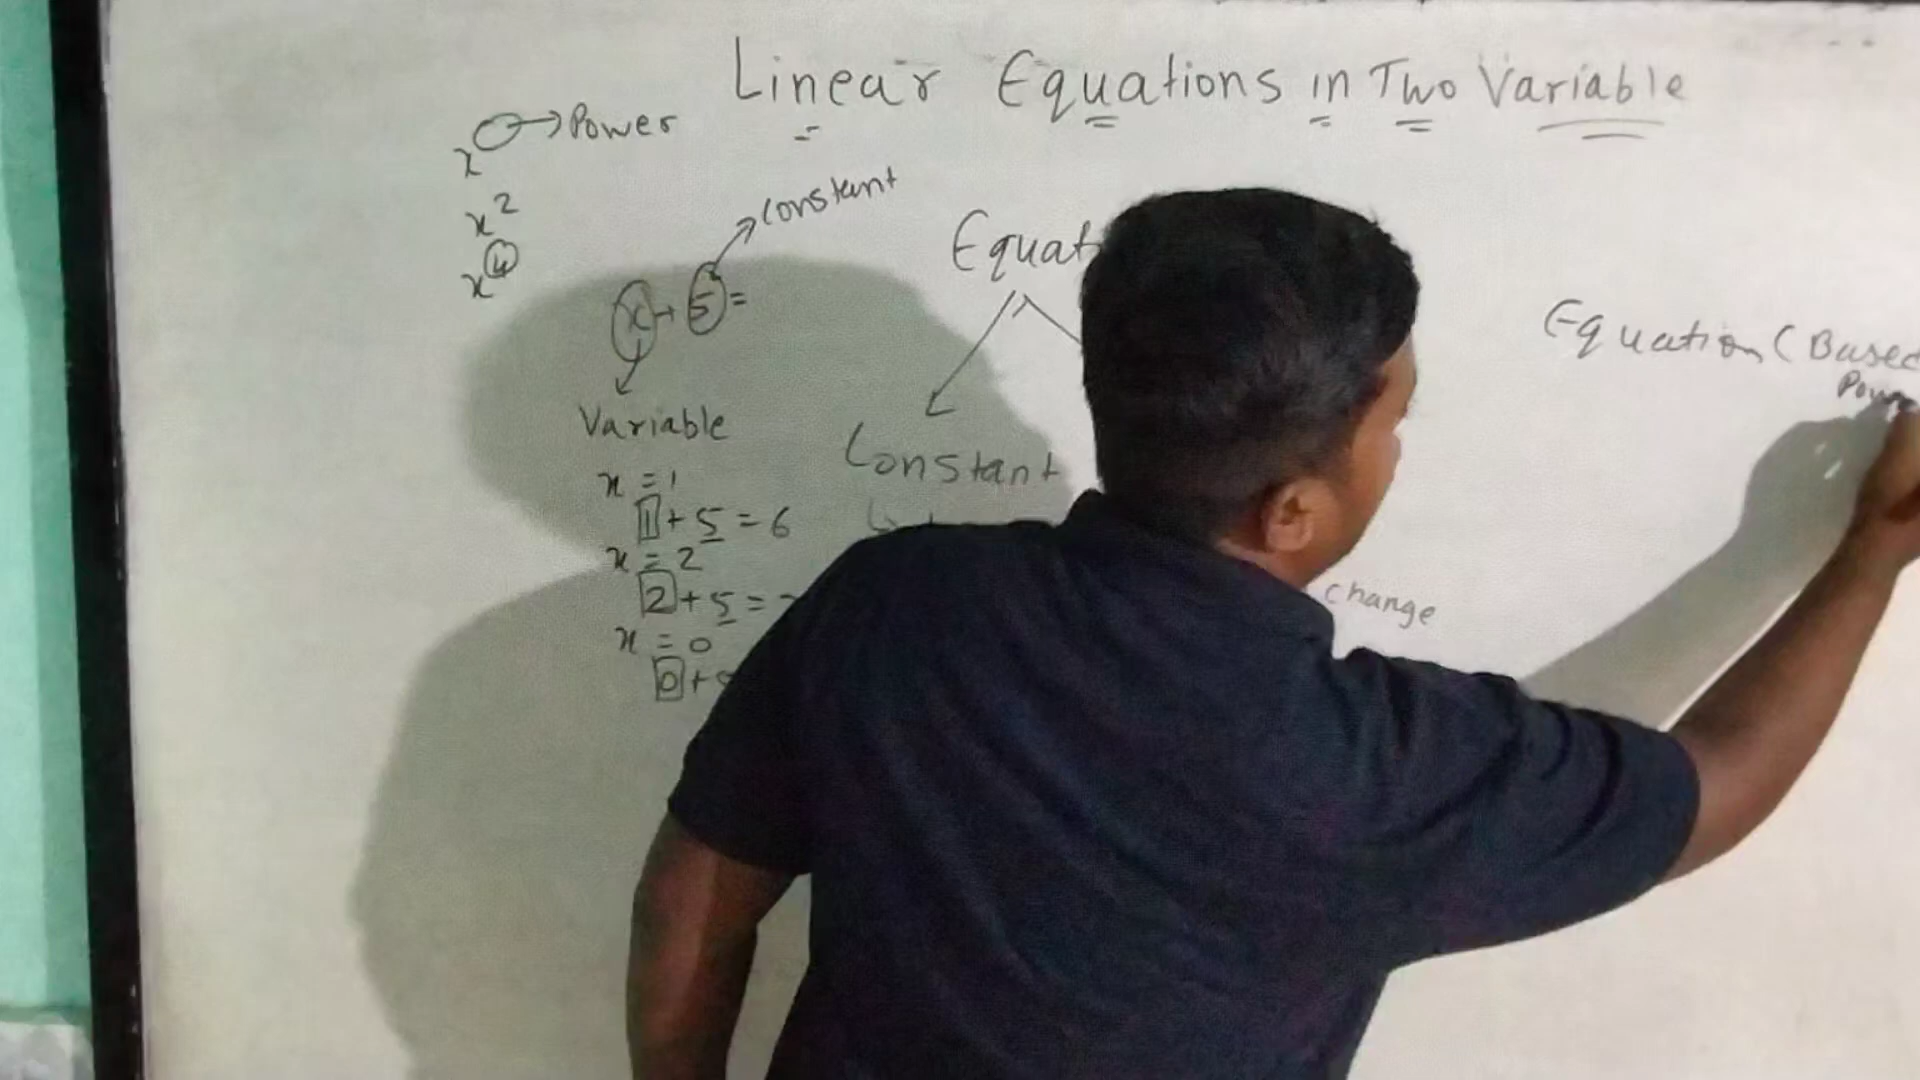 Linear Equations in Two Variable
x → Power
x²
x⁴
x + 5 =
Constant
Variable
x = 1
1 + 5 = 6
x = 2
2 + 5 =
x = 0
0 +
Equat
Constant
change
Equation (Based